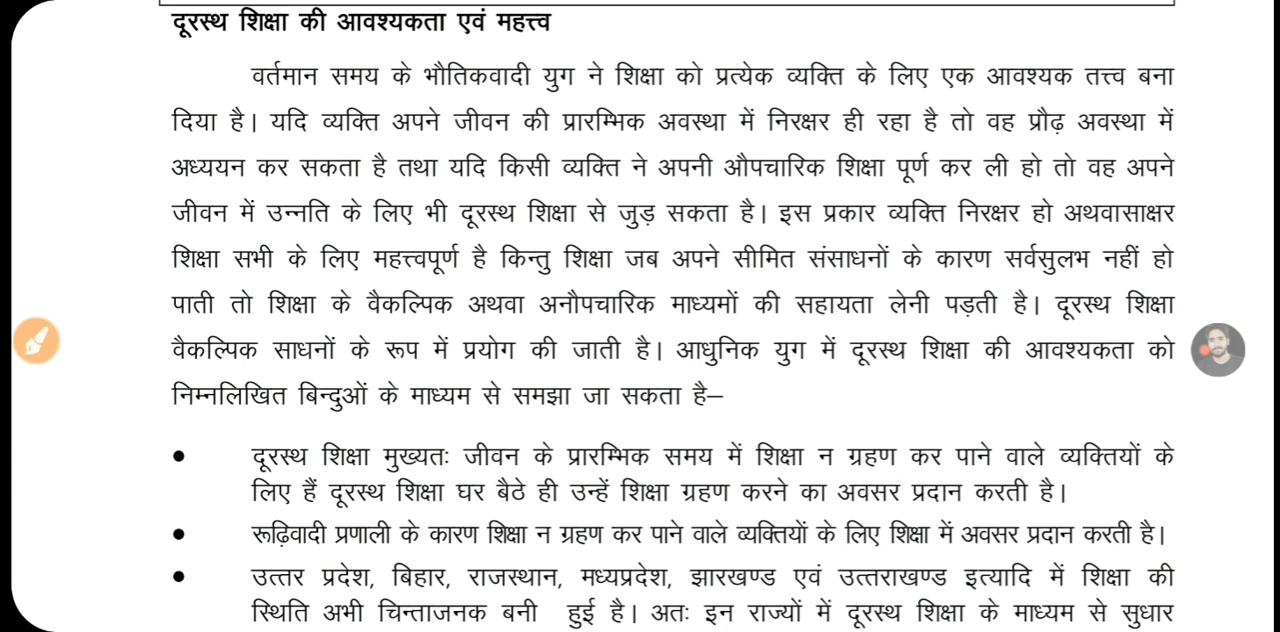 दूरस्थ शिक्षा की आवश्यकता एवं महत्त्व
वर्तमान समय के भौतिकवादी युग ने शिक्षा को प्रत्येक व्यक्ति के लिए एक आवश्यक तत्त्व बना
दिया है। यदि व्यक्ति अपने जीवन की प्रारम्भिक अवस्था में निरक्षर ही रहा है तो वह प्रौढ़ अवस्था में
अध्ययन कर सकता है तथा यदि किसी व्यक्ति ने अपनी औपचारिक शिक्षा पूर्ण कर ली हो तो वह अपने
जीवन में उन्नति के लिए भी दूरस्थ शिक्षा से जुड़ सकता है। इस प्रकार व्यक्ति निरक्षर हो अथवासाक्षर
शिक्षा सभी के लिए महत्त्वपूर्ण है किन्तु शिक्षा जब अपने सीमित संसाधनों के कारण सर्वसुलभ नहीं हो
पाती तो शिक्षा के वैकल्पिक अथवा अनौपचारिक माध्यमों की सहायता लेनी पड़ती है। दूरस्थ शिक्षा
वैकल्पिक साधनों के रूप में प्रयोग की जाती है। आधुनिक युग में दूरस्थ शिक्षा की आवश्यकता को
निम्नलिखित बिन्दुओं के माध्यम से समझा जा सकता है–
• दूरस्थ शिक्षा मुख्यतः जीवन के प्रारम्भिक समय में शिक्षा न ग्रहण कर पाने वाले व्यक्तियों के
लिए हैं दूरस्थ शिक्षा घर बैठे ही उन्हें शिक्षा ग्रहण करने का अवसर प्रदान करती है।
• रूढ़िवादी प्रणाली के कारण शिक्षा न ग्रहण कर पाने वाले व्यक्तियों के लिए शिक्षा में अवसर प्रदान करती है।
• उत्तर प्रदेश, बिहार, राजस्थान, मध्यप्रदेश, झारखण्ड एवं उत्तराखण्ड इत्यादि में शिक्षा की
स्थिति अभी चिन्ताजनक बनी हुई है। अतः इन राज्यों में दूरस्थ शिक्षा के माध्यम से सुधार